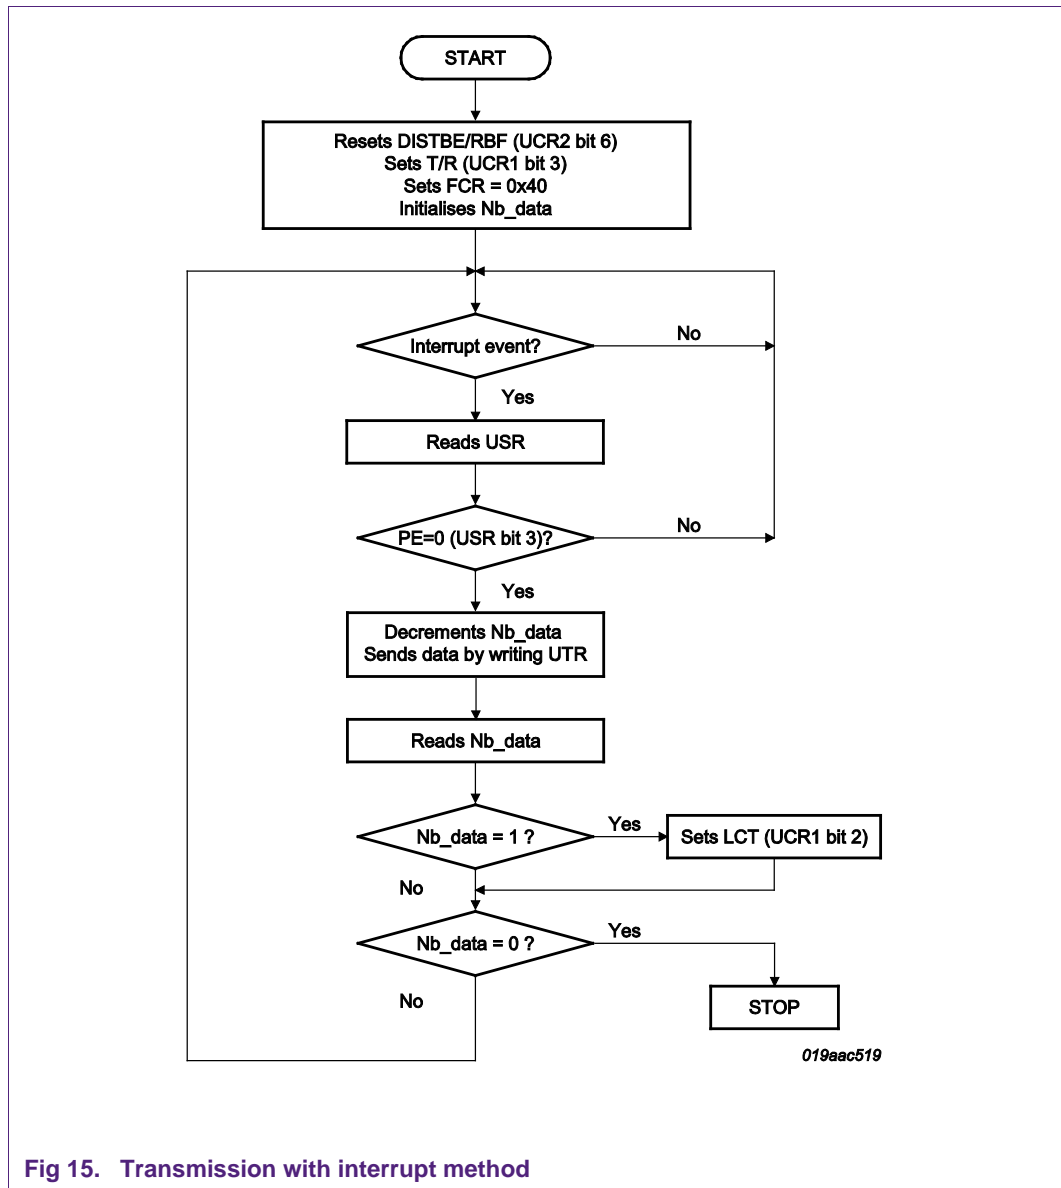 START
Resets DISTBE/RBF (UCR2 bit 6)
Sets T/R (UCR1 bit 3)
Sets FCR = 0x40
Initialises Nb_data
Interrupt event?
No
Yes
Reads USR
PE=0 (USR bit 3)?
No
Yes
Decrements Nb_data
Sends data by writing UTR
Reads Nb_data
Nb_data = 1 ?
Yes
Sets LCT (UCR1 bit 2)
No
Nb_data = 0 ?
Yes
No
STOP
019aac519
Fig 15. Transmission with interrupt method